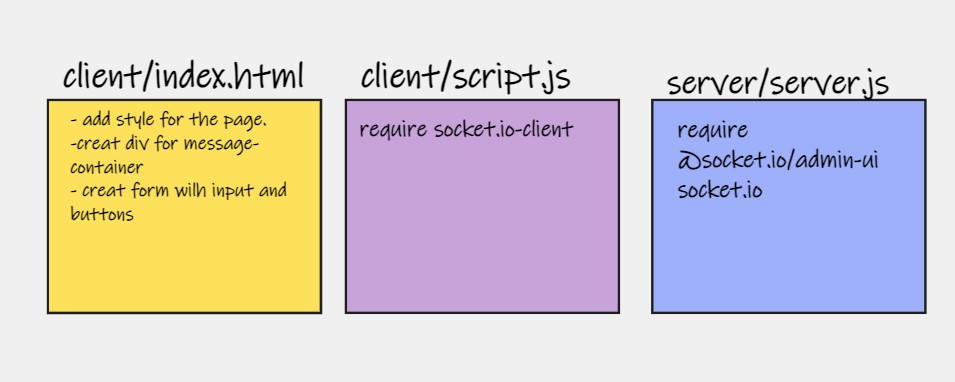 client/index.html
- add style for the page.
-creat div for message-
container
- creat form wilh input and
buttons
client/script.js
require socket.io-client
server/server.js
require
@socket.io/admin-ui
socket.io